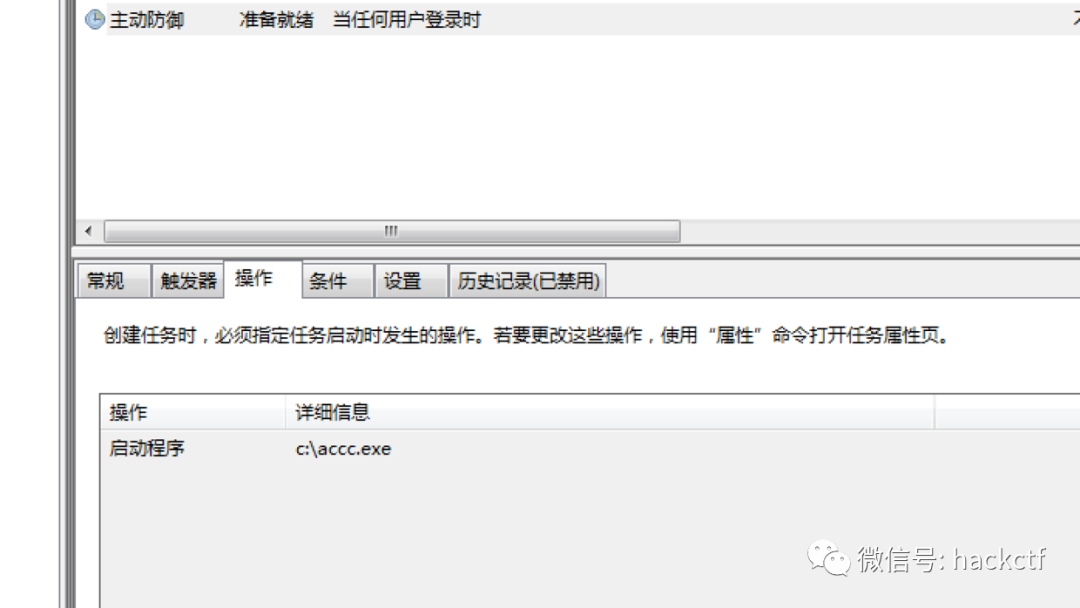 主动防御 准备就绪 当任何用户登录时
常规 触发器 操作 条件 设置 历史记录(已禁用)
创建任务时，必须指定任务启动时发生的操作。若要更改这些操作，使用“属性”命令打开任务属性页。
操作 详细信息
启动程序 c:\accc.exe
微信号: hackctf